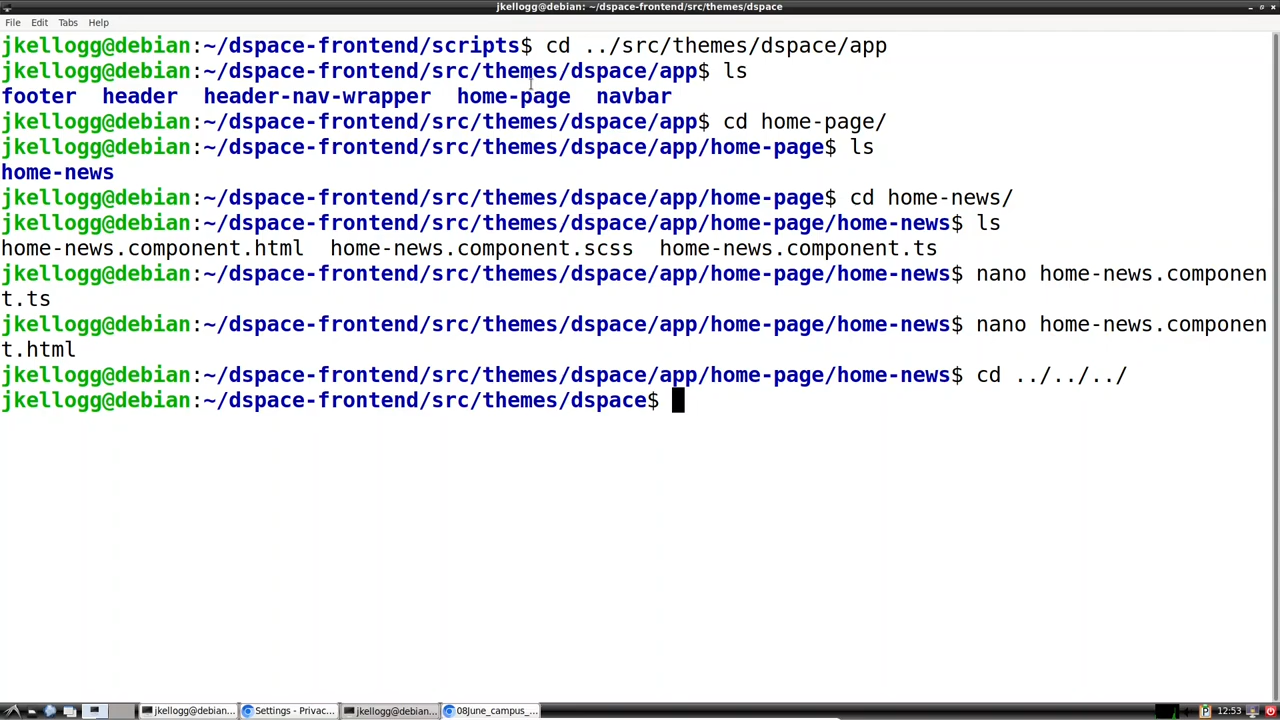 jkellogg@debian: ~/dspace-frontend/src/themes/dspace
File Edit Tabs Help
jkellogg@debian:~/dspace-frontend/scripts$ cd ../src/themes/dspace/app
jkellogg@debian:~/dspace-frontend/src/themes/dspace/app$ ls
footer  header  header-nav-wrapper  home-page  navbar
jkellogg@debian:~/dspace-frontend/src/themes/dspace/app$ cd home-page/
jkellogg@debian:~/dspace-frontend/src/themes/dspace/app/home-page$ ls
home-news
jkellogg@debian:~/dspace-frontend/src/themes/dspace/app/home-page$ cd home-news/
jkellogg@debian:~/dspace-frontend/src/themes/dspace/app/home-page/home-news$ ls
home-news.component.html  home-news.component.scss  home-news.component.ts
jkellogg@debian:~/dspace-frontend/src/themes/dspace/app/home-page/home-news$ nano home-news.componen
t.ts
jkellogg@debian:~/dspace-frontend/src/themes/dspace/app/home-page/home-news$ nano home-news.componen
t.html
jkellogg@debian:~/dspace-frontend/src/themes/dspace/app/home-page/home-news$ cd ../../../
jkellogg@debian:~/dspace-frontend/src/themes/dspace$
jkellogg@debian... Settings - Privac... jkellogg@debian... 08June_campus_... 12:53